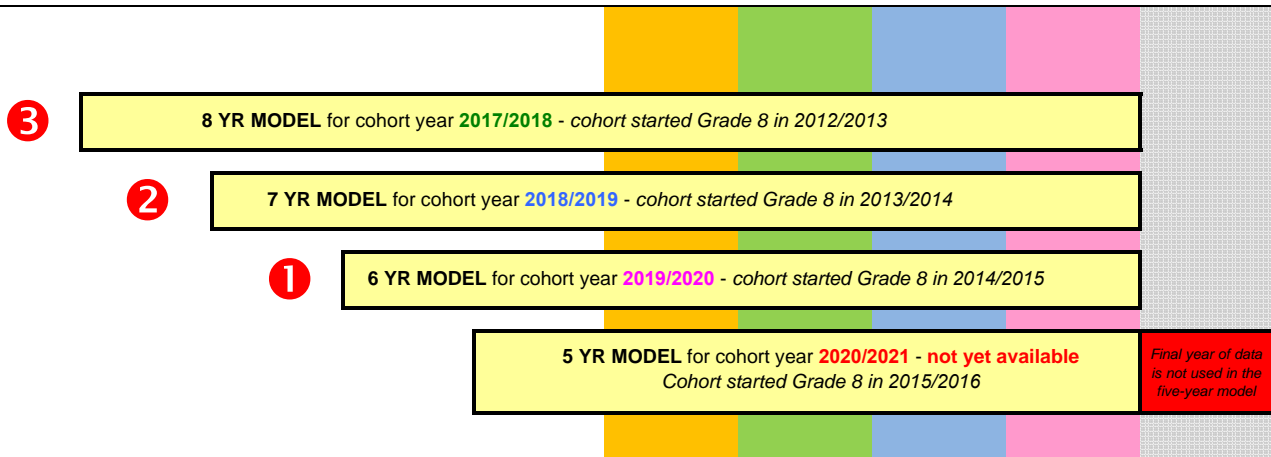 ❸
8 YR MODEL for cohort year 2017/2018 - cohort started Grade 8 in 2012/2013
❷
7 YR MODEL for cohort year 2018/2019 - cohort started Grade 8 in 2013/2014
❶
6 YR MODEL for cohort year 2019/2020 - cohort started Grade 8 in 2014/2015
5 YR MODEL for cohort year 2020/2021 - not yet available
Cohort started Grade 8 in 2015/2016
Final year of data
is not used in the
five-year model